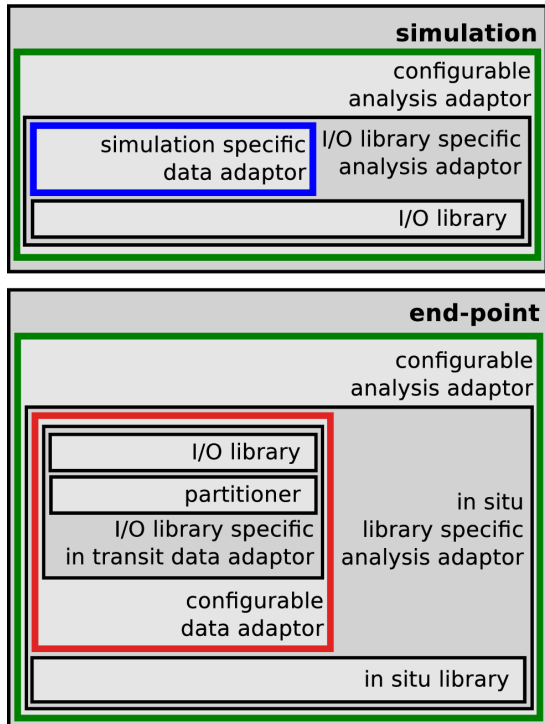 simulation
configurable
analysis adaptor
simulation specific
data adaptor
I/O library specific
analysis adaptor
I/O library
end-point
configurable
analysis adaptor
I/O library
partitioner
I/O library specific
in transit data adaptor
configurable
data adaptor
in situ
library specific
analysis adaptor
in situ library